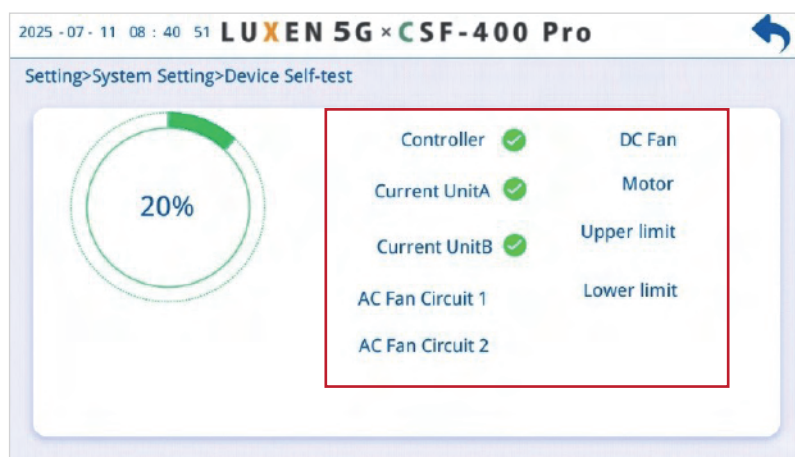 2025 -07- 11 08 : 40 51 LUXEN 5G × CSF-400 Pro
Setting>System Setting>Device Self-test
20%
Controller
Current UnitA
Current UnitB
AC Fan Circuit 1
AC Fan Circuit 2
DC Fan
Motor
Upper limit
Lower limit